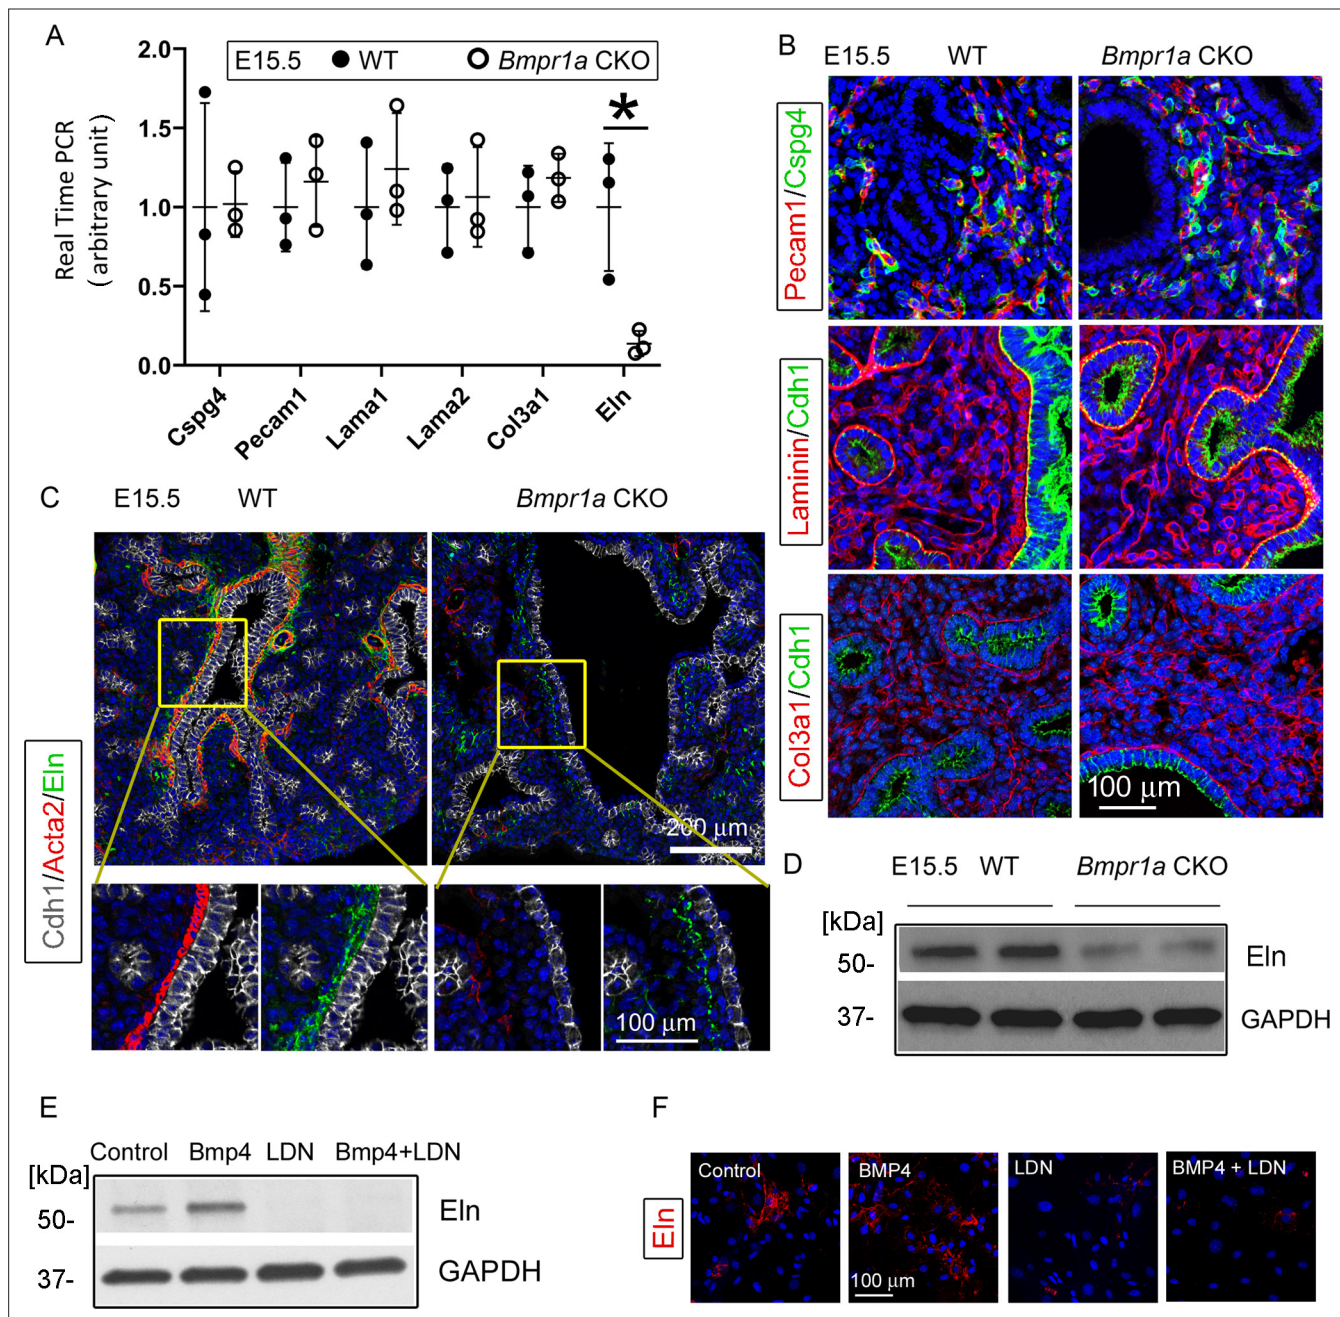 A
2.0
1.5
1.0
0.5
0.0
Real Time PCR
(arbitrary unit)
E15.5 WT Bmpr1a CKO
*
Cspg4
Pecam1
Lama1
Lama2
Col3a1
Eln
B
E15.5 WT Bmpr1a CKO
Pecam1/Cspg4
Laminin/Cdh1
Col3a1/Cdh1
100 μm
C
E15.5 WT Bmpr1a CKO
Cdh1/Acta2/Eln
200 μm
100 μm
D
E15.5 WT Bmpr1a CKO
[kDa]
50-
37-
Eln
GAPDH
E
Control Bmp4 LDN Bmp4+LDN
[kDa]
50-
37-
Eln
GAPDH
F
Eln
Control BMP4 LDN BMP4 + LDN
100 μm